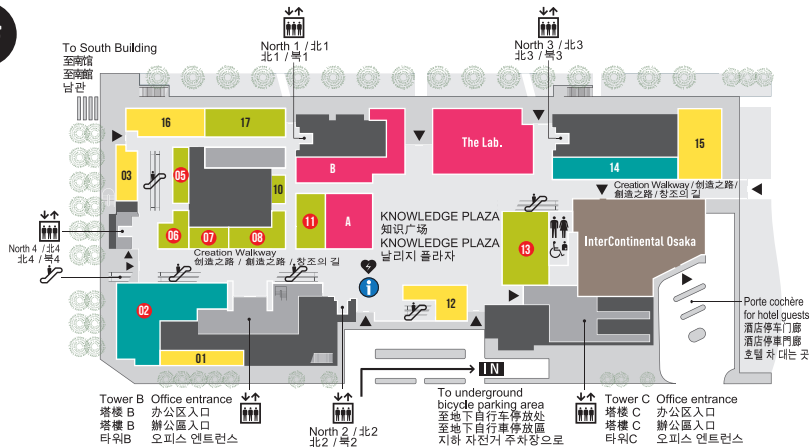 North 1 / 北1
北1 / 북1
North 3 / 北3
北3 / 북3
To South Building
至南馆
至南館
남관
16
17
The Lab.
15
B
14
03
05
10
Creation Walkway / 创造之路 /
創造之路 / 창조의 길
11
A
KNOWLEDGE PLAZA
知识广场
KNOWLEDGE PLAZA
날리지 플라자
13
InterContinental Osaka
06
07
08
North 4 / 北4
北4 / 북4
Creation Walkway
创造之路 / 創造之路 / 창조의 길
i
02
12
01
Porte cochère
for hotel guests
酒店停车门廊
酒店停車門廊
호텔 차 대는 곳
IN
Tower B Office entrance
塔楼 B 办公区入口
塔樓 B 辦公區入口
타워B 오피스 엔트런스
North 2 / 北2
北2 / 북2
To underground
bicycle parking area
至地下自行车停放处
至地下自行車停放區
지하 자전거 주차장으로
Tower C Office entrance
塔楼 C 办公区入口
塔樓 C 辦公區入口
타워C 오피스 엔트런스